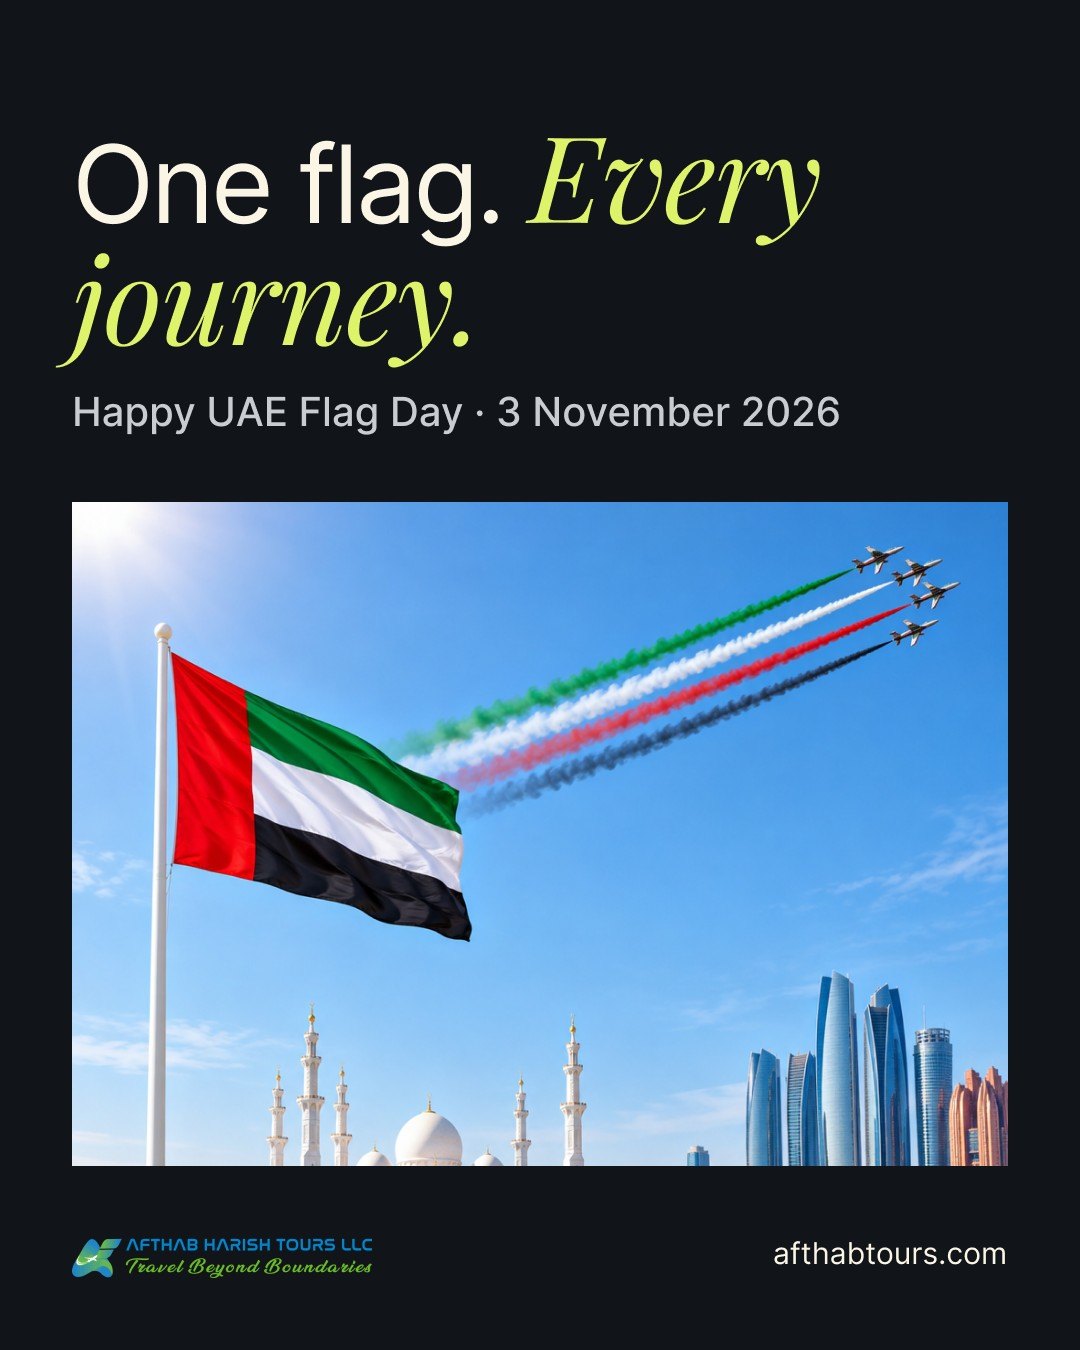 One flag. Every
journey.
Happy UAE Flag Day · 3 November 2026
AFTHAB HARISH TOURS LLC
Travel Beyond Boundaries
afthabtours.com